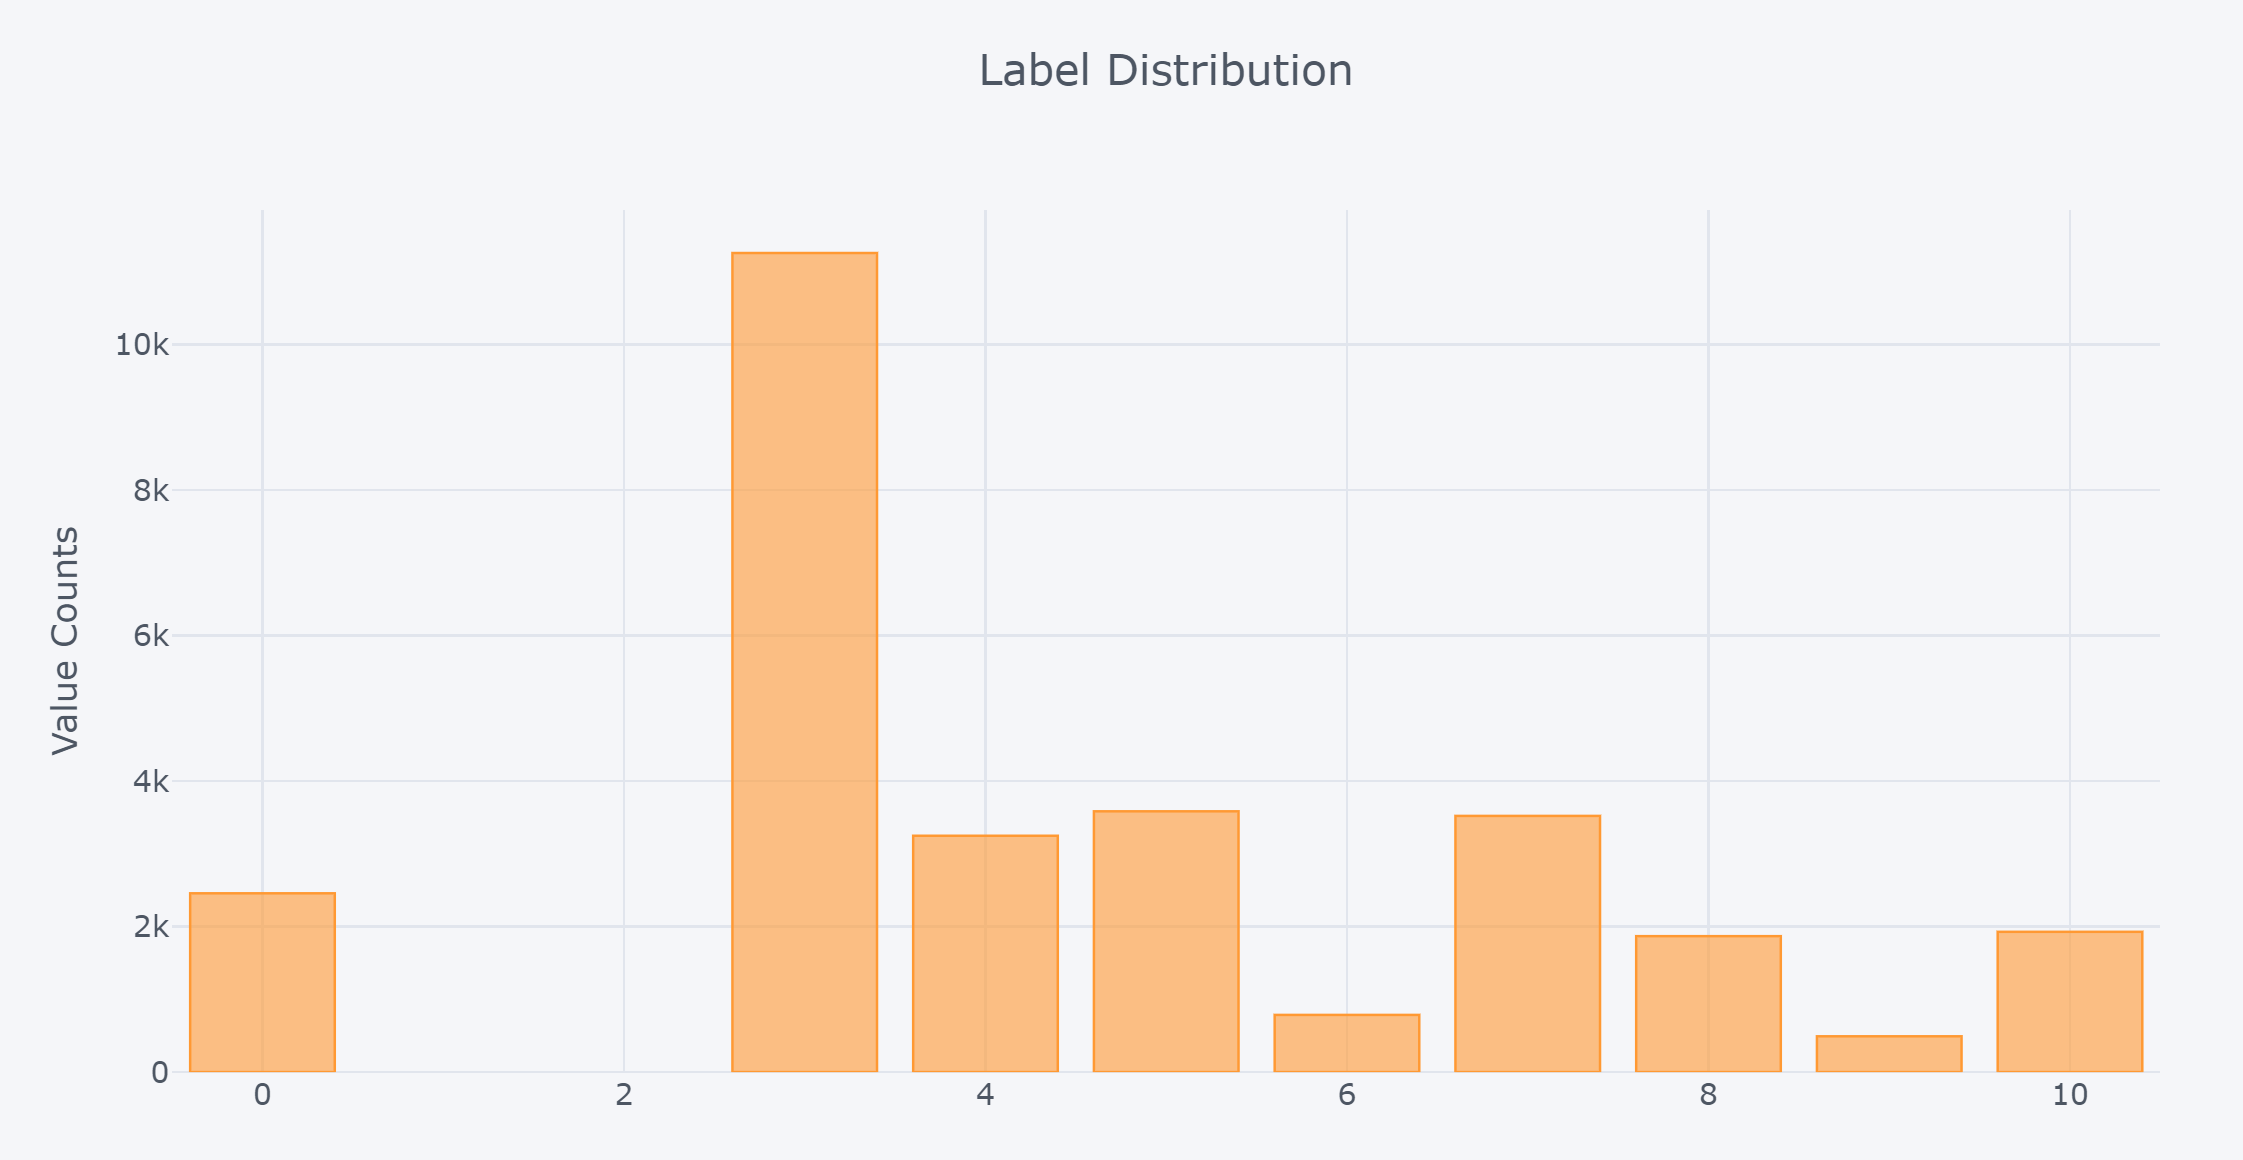 Label Distribution
Value Counts
10k
8k
6k
4k
2k
0
0 2 4 6 8 10